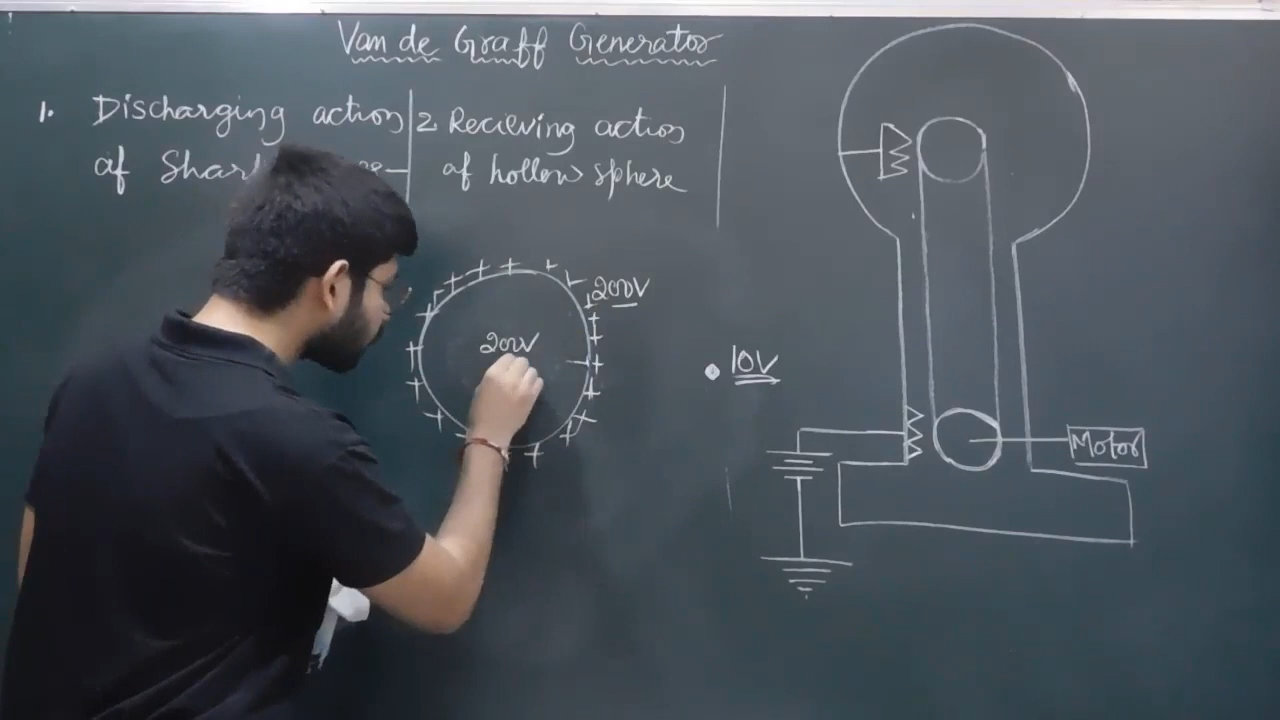 Van de Graff Generator
1. Discharging action
of Shar
2 Recieving action
of hollow sphere
200V
200V
10V
Motor